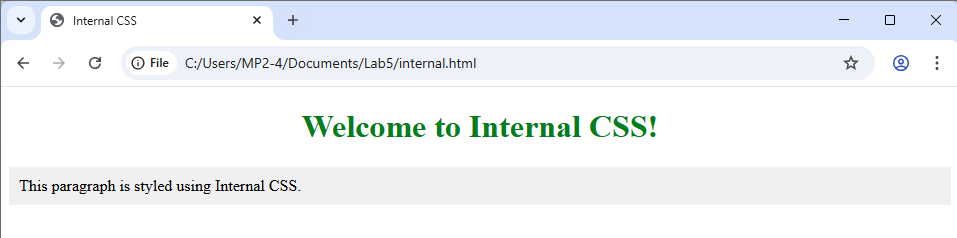 Internal CSS
File
C:/Users/MP2-4/Documents/Lab5/internal.html
Welcome to Internal CSS!
This paragraph is styled using Internal CSS.